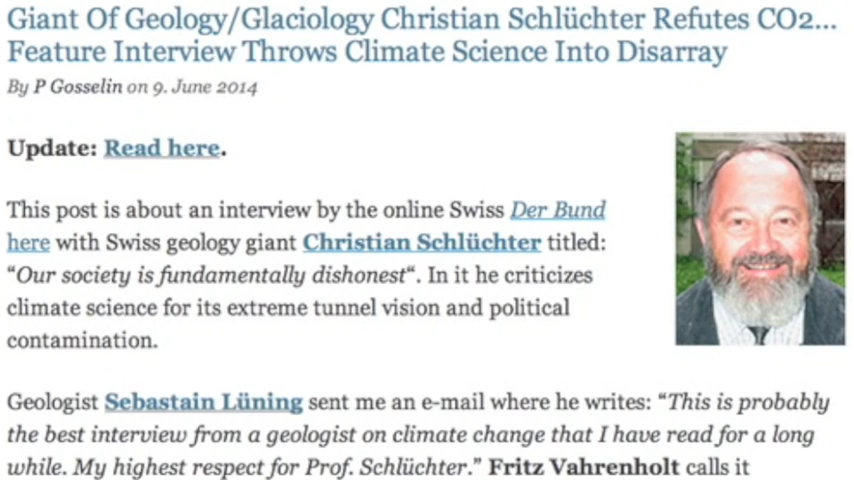 Giant Of Geology/Glaciology Christian Schlüchter Refutes CO2...
Feature Interview Throws Climate Science Into Disarray
By P Gosselin on 9. June 2014
Update: Read here.
This post is about an interview by the online Swiss Der Bund
here with Swiss geology giant Christian Schlüchter titled:
“Our society is fundamentally dishonest“. In it he criticizes
climate science for its extreme tunnel vision and political
contamination.
Geologist Sebastain Lüning sent me an e-mail where he writes: “This is probably
the best interview from a geologist on climate change that I have read for a long
while. My highest respect for Prof. Schlüchter.” Fritz Vahrenholt calls it